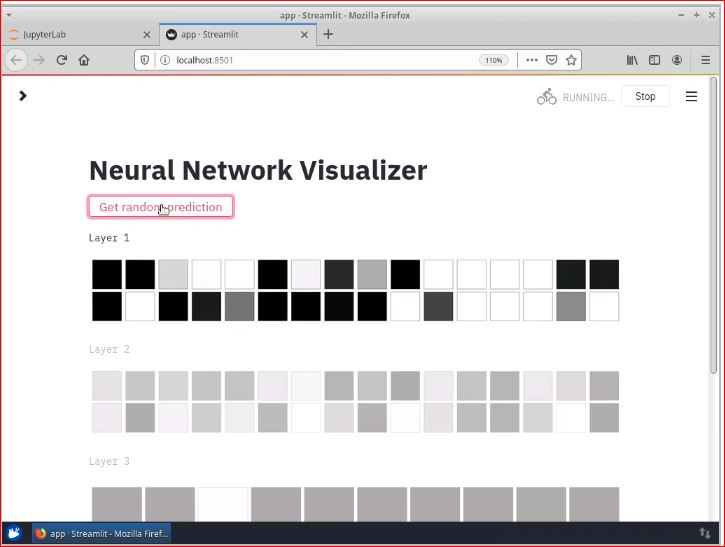 app · Streamlit - Mozilla Firefox
JupyterLab
app · Streamlit
localhost:8501
110%
RUNNING...
Stop
Neural Network Visualizer
Get random prediction
Layer 1
Layer 2
Layer 3
app · Streamlit - Mozilla Firef...